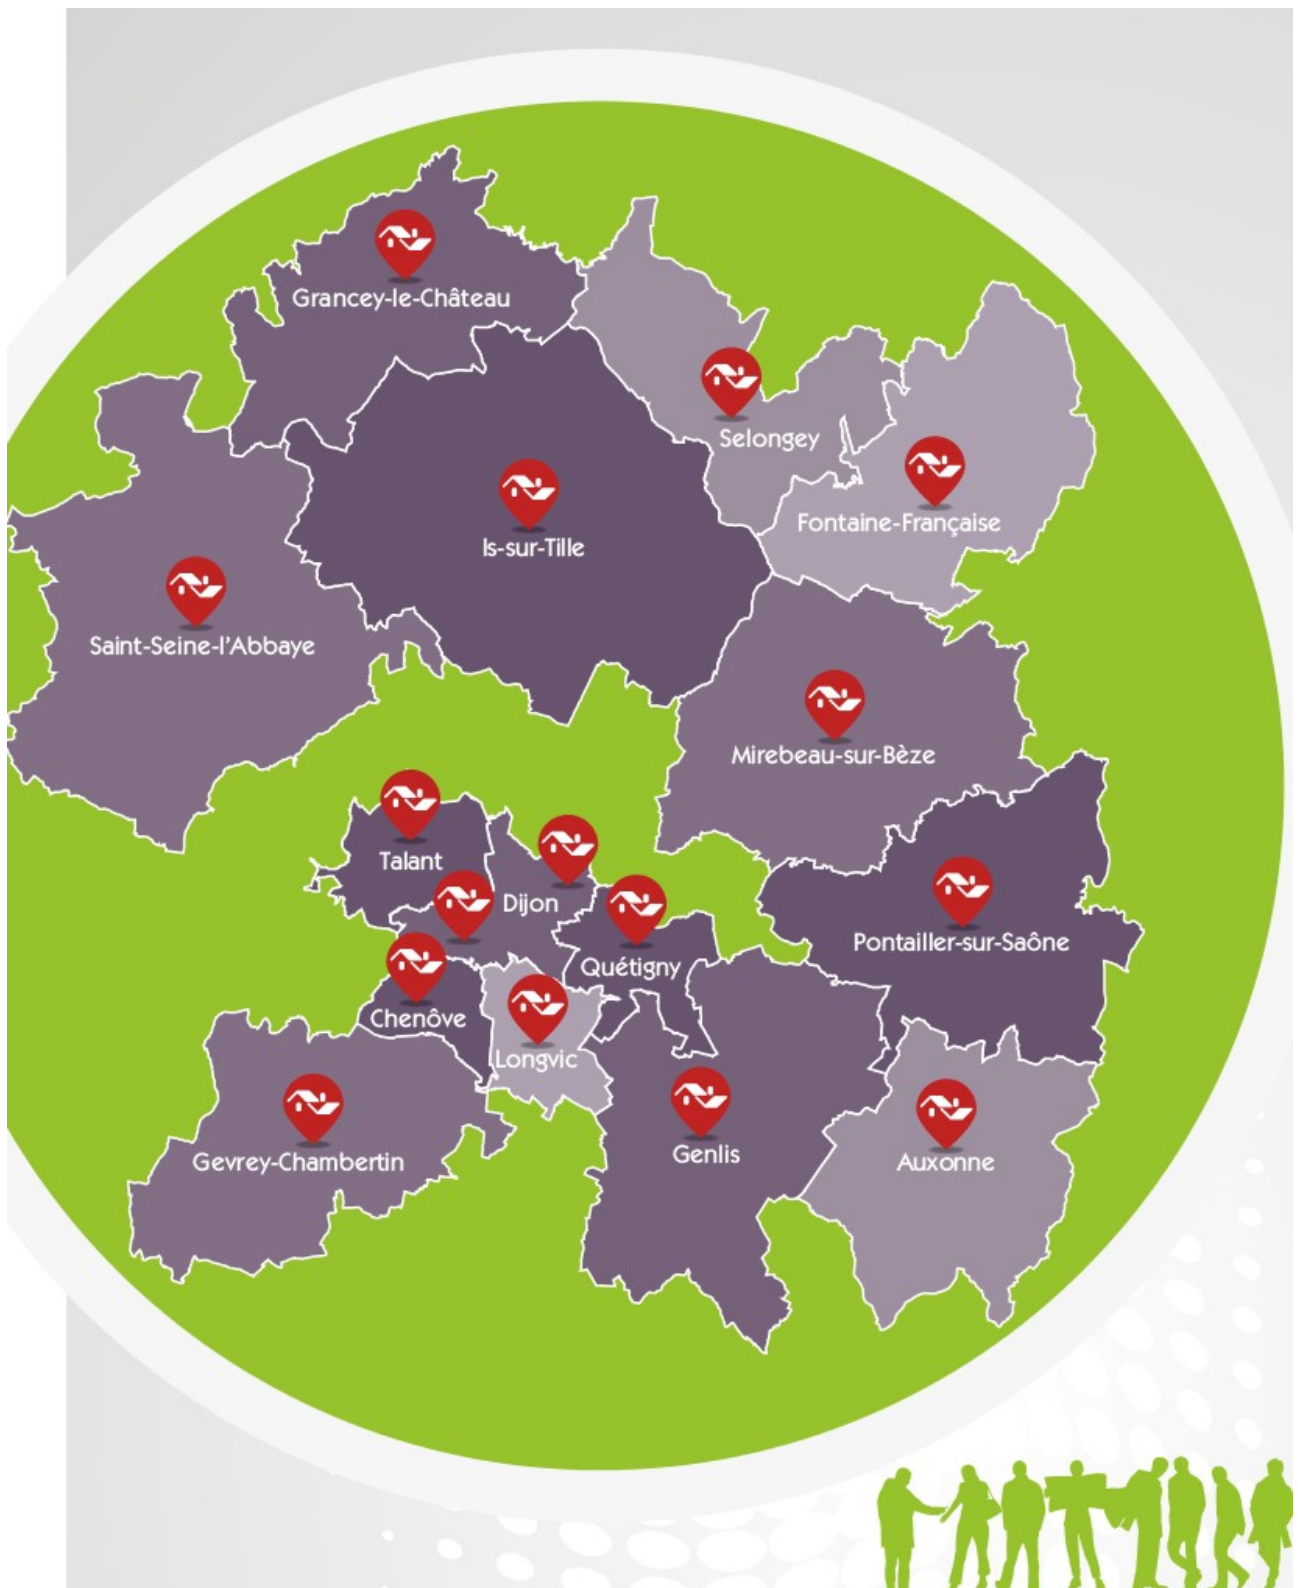 Grancey-le-Château
Selongey
Fontaine-Française
Is-sur-Tille
Saint-Seine-l'Abbaye
Mirebeau-sur-Bèze
Talant
Dijon
Pontailler-sur-Saône
Quétigny
Chenôve
Longvic
Genlis
Gevrey-Chambertin
Auxonne